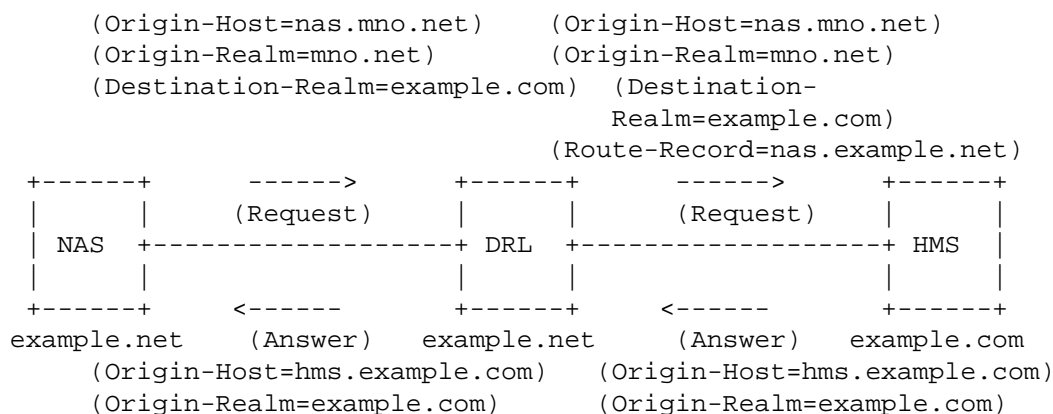 (Origin-Host=nas.mno.net)    (Origin-Host=nas.mno.net)
(Origin-Realm=mno.net)       (Origin-Realm=mno.net)
(Destination-Realm=example.com)  (Destination-
Realm=example.com)
(Route-Record=nas.example.net)
+------+      ------>      +------+      ------>      +------+
|      |     (Request)     |      |     (Request)     |      |
| NAS  +-------------------+ DRL  +-------------------+ HMS  |
|      |                   |      |                   |      |
+------+     <------       +------+     <------       +------+
example.net    (Answer)   example.net     (Answer)   example.com
(Origin-Host=hms.example.com)   (Origin-Host=hms.example.com)
(Origin-Realm=example.com)      (Origin-Realm=example.com)